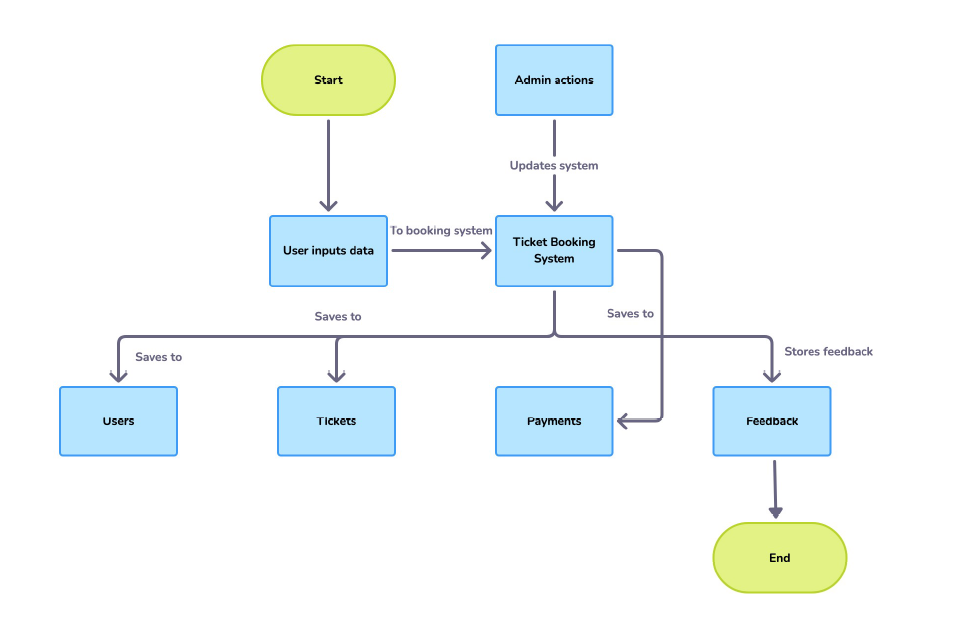 Start
Admin actions
Updates system
User inputs data
To booking system
Ticket Booking
System
Saves to
Saves to
Saves to
Stores feedback
Users
Tickets
Payments
Feedback
End